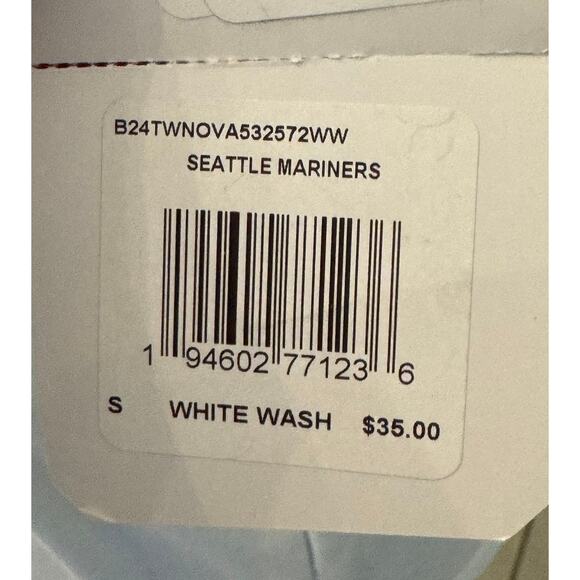 B24TWNOVA532572WW
SEATTLE MARINERS
1 94602 77123 6
S WHITE WASH $35.00